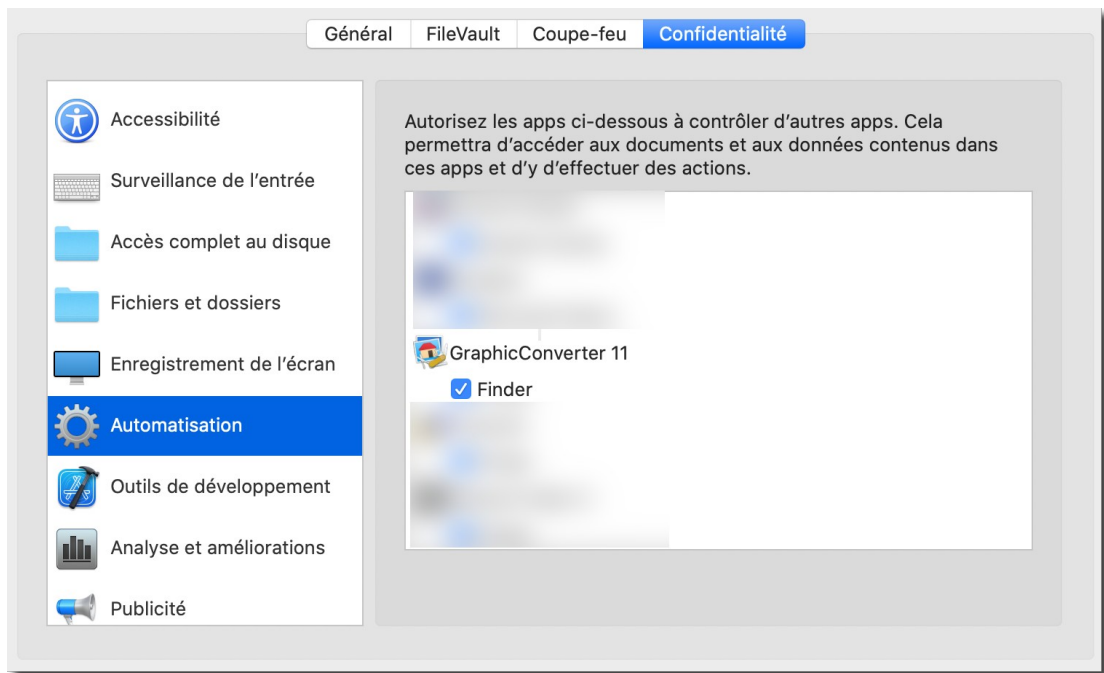 Général FileVault Coupe-feu Confidentialité
Accessibilité
Surveillance de l’entrée
Accès complet au disque
Fichiers et dossiers
Enregistrement de l’écran
Automatisation
Outils de développement
Analyse et améliorations
Publicité
Autorisez les apps ci-dessous à contrôler d’autres apps. Cela
permettra d’accéder aux documents et aux données contenus dans
ces apps et d’y d’effectuer des actions.
GraphicConverter 11
Finder